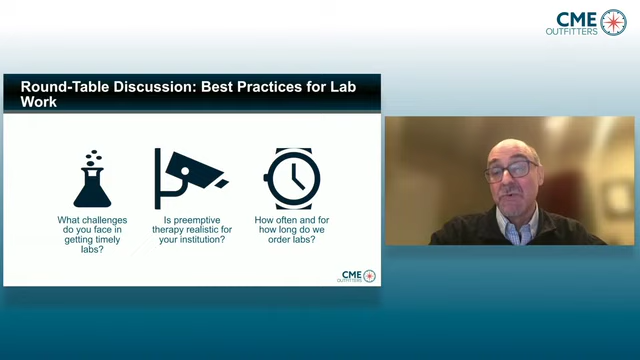 CME
OUTFITTERS
Round-Table Discussion: Best Practices for Lab
Work
What challenges
do you face in
getting timely
labs?
Is preemptive
therapy realistic for
your institution?
How often and for
how long do we
order labs?
CME
OUTFITTERS